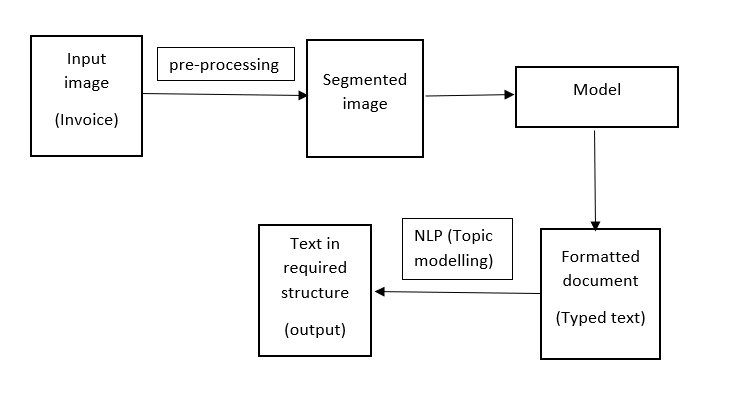 Input
image
(Invoice)
pre-processing
Segmented
image
Model
Text in
required
structure
(output)
NLP (Topic
modelling)
Formatted
document
(Typed text)